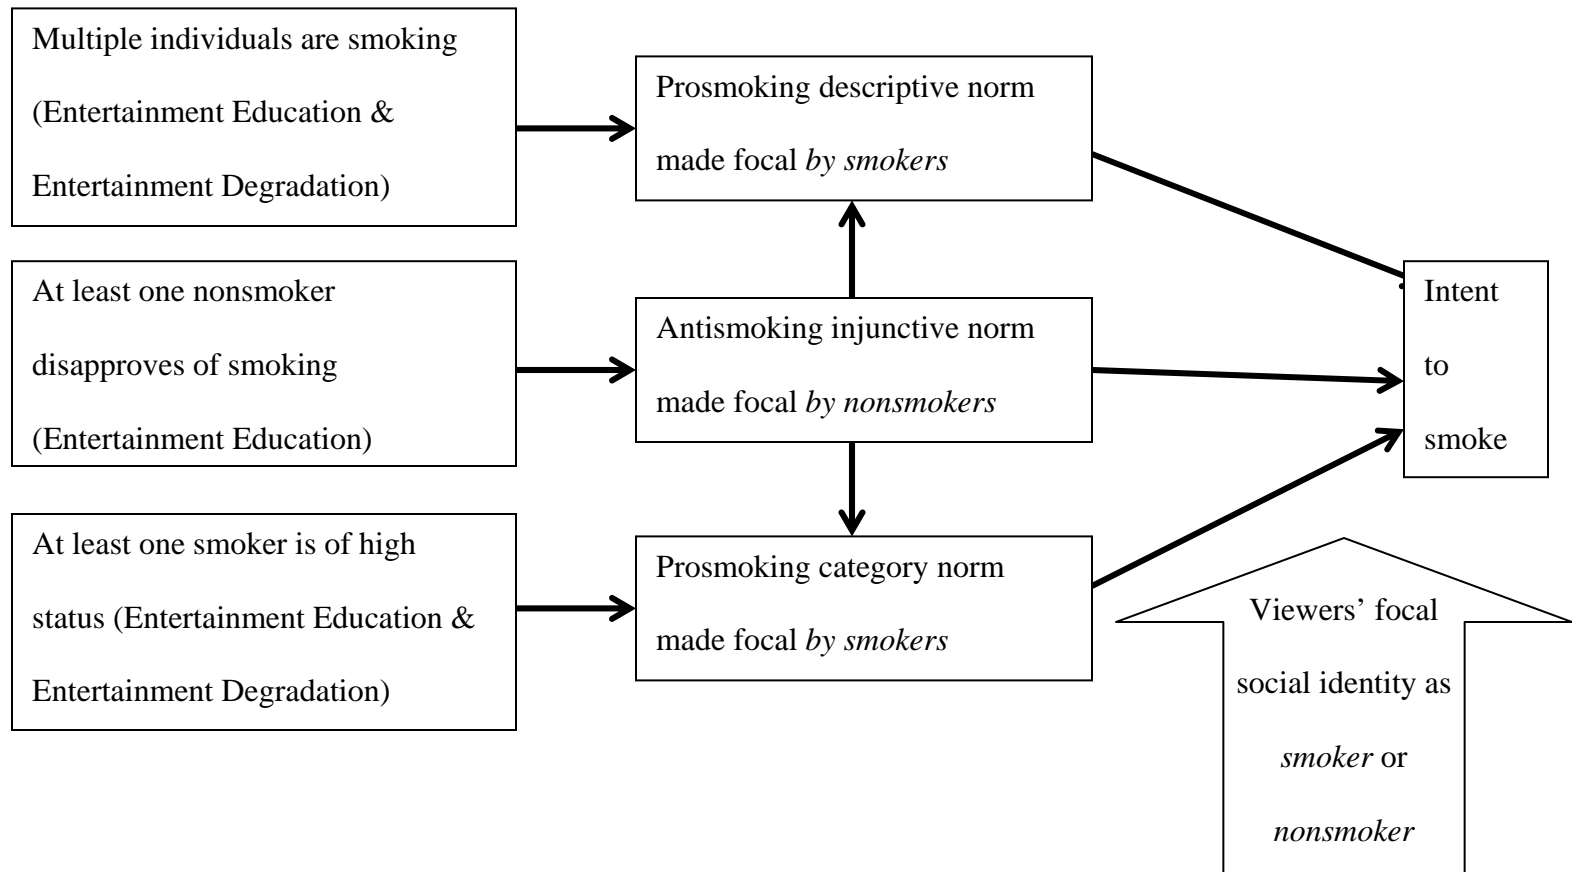 Multiple individuals are smoking
(Entertainment Education &
Entertainment Degradation)
At least one nonsmoker
disapproves of smoking
(Entertainment Education)
At least one smoker is of high
status (Entertainment Education &
Entertainment Degradation)
Prosmoking descriptive norm
made focal by smokers
Antismoking injunctive norm
made focal by nonsmokers
Prosmoking category norm
made focal by smokers
Intent
to
smoke
Viewers’ focal
social identity as
smoker or
nonsmoker